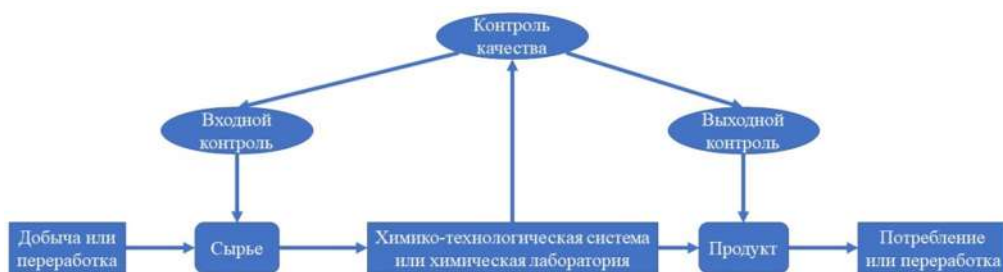 Контроль
качества
Входной
контроль
Выходной
контроль
Добыча или
переработка
Сырье
Химико-технологическая система
или химическая лаборатория
Продукт
Потребление
или переработка